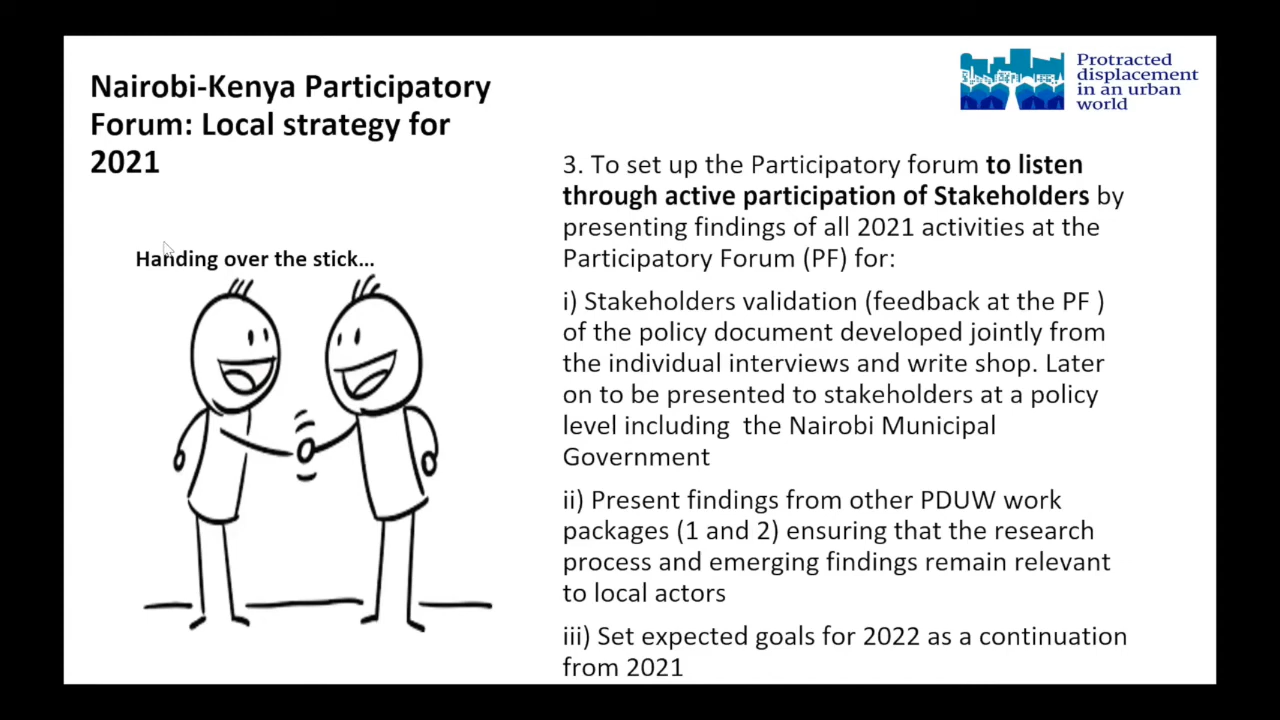 Nairobi-Kenya Participatory
Forum: Local strategy for
2021
Protracted
displacement
in an urban
world
Handing over the stick...
3. To set up the Participatory forum to listen
through active participation of Stakeholders by
presenting findings of all 2021 activities at the
Participatory Forum (PF) for:
i) Stakeholders validation (feedback at the PF )
of the policy document developed jointly from
the individual interviews and write shop. Later
on to be presented to stakeholders at a policy
level including  the Nairobi Municipal
Government
ii) Present findings from other PDUW work
packages (1 and 2) ensuring that the research
process and emerging findings remain relevant
to local actors
iii) Set expected goals for 2022 as a continuation
from 2021